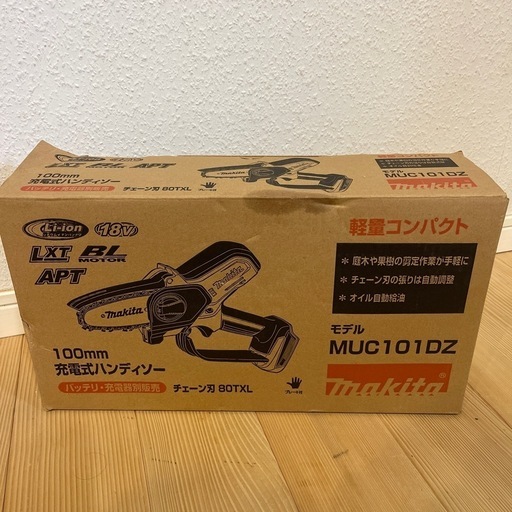 LXT BL APT
100mm
充電式ハンディソー
バッテリ・充電器別販売 チェーン刃 80TXL
makita
モデル
MUC101DZ
makita
Li-ion 18V
LXT BL
MOTOR
APT
makita
100mm
充電式ハンディソー
バッテリ・充電器別販売 チェーン刃 80TXL
軽量コンパクト
＊ 庭木や果樹の剪定作業が手軽に
＊ チェーン刃の張りは自動調整
＊ オイル自動給油
モデル
MUC101DZ
makita®